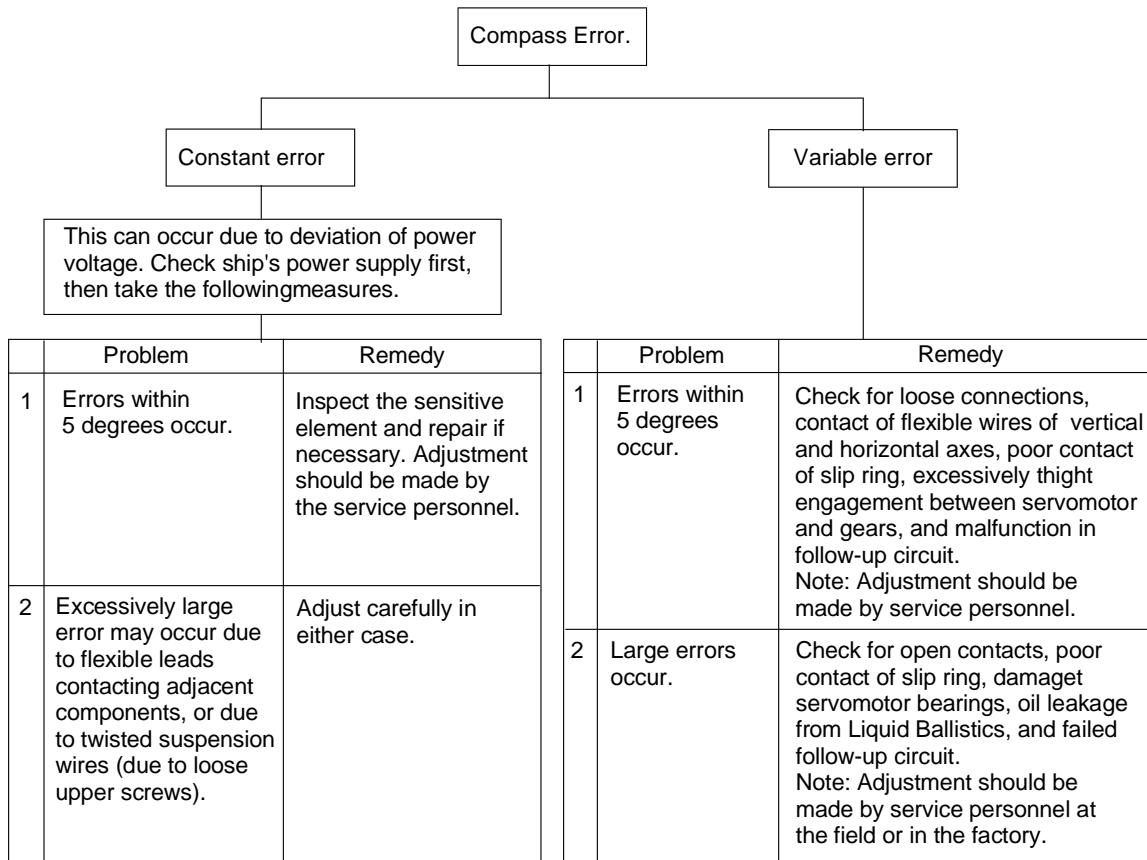 Compass Error.
Constant error
Variable error
This can occur due to deviation of power
voltage. Check ship's power supply first,
then take the followingmeasures.
Problem
Remedy
1
Errors within
5 degrees occur.
Inspect the sensitive
element and repair if
necessary. Adjustment
should be made by
the service personnel.
2
Excessively large
error may occur due
to flexible leads
contacting adjacent
components, or due
to twisted suspension
wires (due to loose
upper screws).
Adjust carefully in
either case.
Problem
Remedy
1
Errors within
5 degrees
occur.
Check for loose connections,
contact of flexible wires of vertical
and horizontal axes, poor contact
of slip ring, excessively thight
engagement between servomotor
and gears, and malfunction in
follow-up circuit.
Note: Adjustment should be
made by service personnel.
2
Large errors
occur.
Check for open contacts, poor
contact of slip ring, damaget
servomotor bearings, oil leakage
from Liquid Ballistics, and failed
follow-up circuit.
Note: Adjustment should be
made by service personnel at
the field or in the factory.